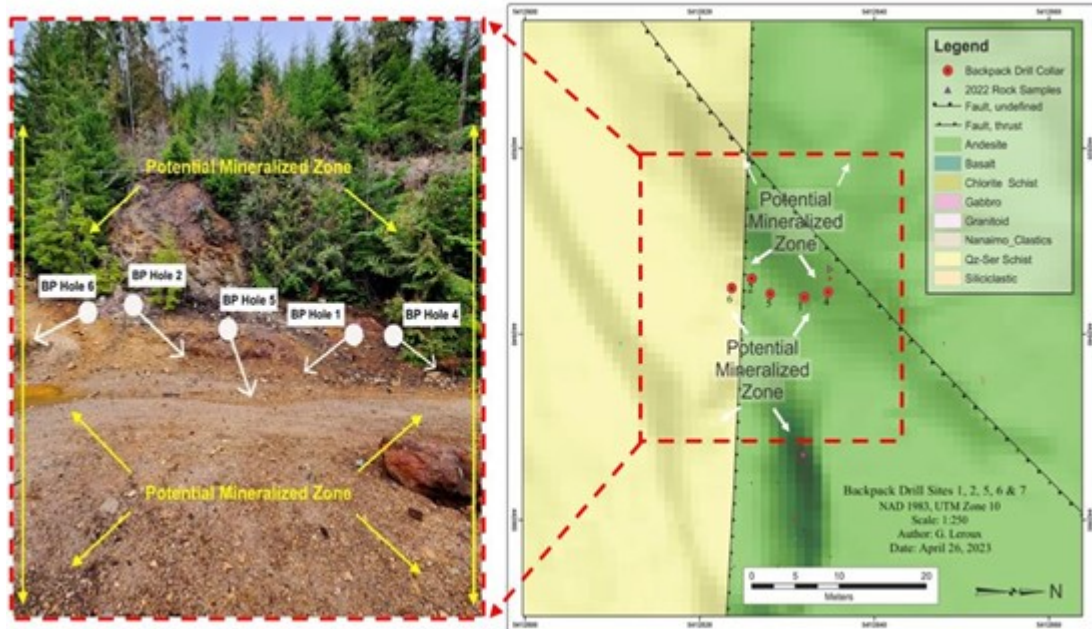 Potential Mineralized Zone
BP Hole 6
BP Hole 2
BP Hole 5
BP Hole 1
BP Hole 4
Potential Mineralized Zone
Legend
Backpack Drill Collar
2022 Rock Samples
Fault, undefined
Fault, thrust
Andesite
Basalt
Chlorite Schist
Gabbro
Granitoid
Nanaimo_Clastics
Qz-Ser Schist
Siliciclastic
Potential
Mineralized
Zone
Potential
Mineralized
Zone
Backpack Drill Sites 1, 2, 5, 6 & 7
NAD 1983, UTM Zone 10
Scale: 1:250
Author: G. Leroux
Date: April 26, 2023
0 5 10 20
Meters
N